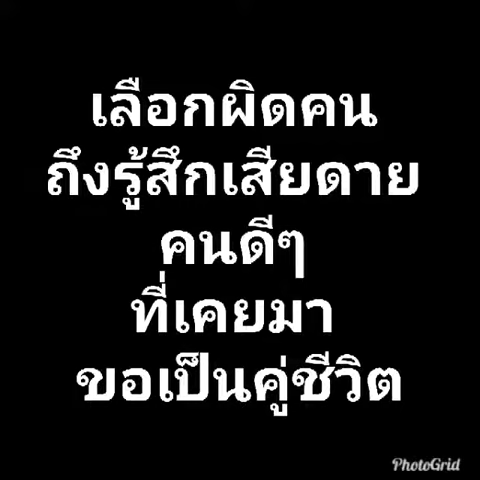 เลือกผิดคน
ถึงรู้สึกเสียดาย
คนดีๆ
ที่เคยมา
ขอเป็นคู่ชีวิต
PhotoGrid